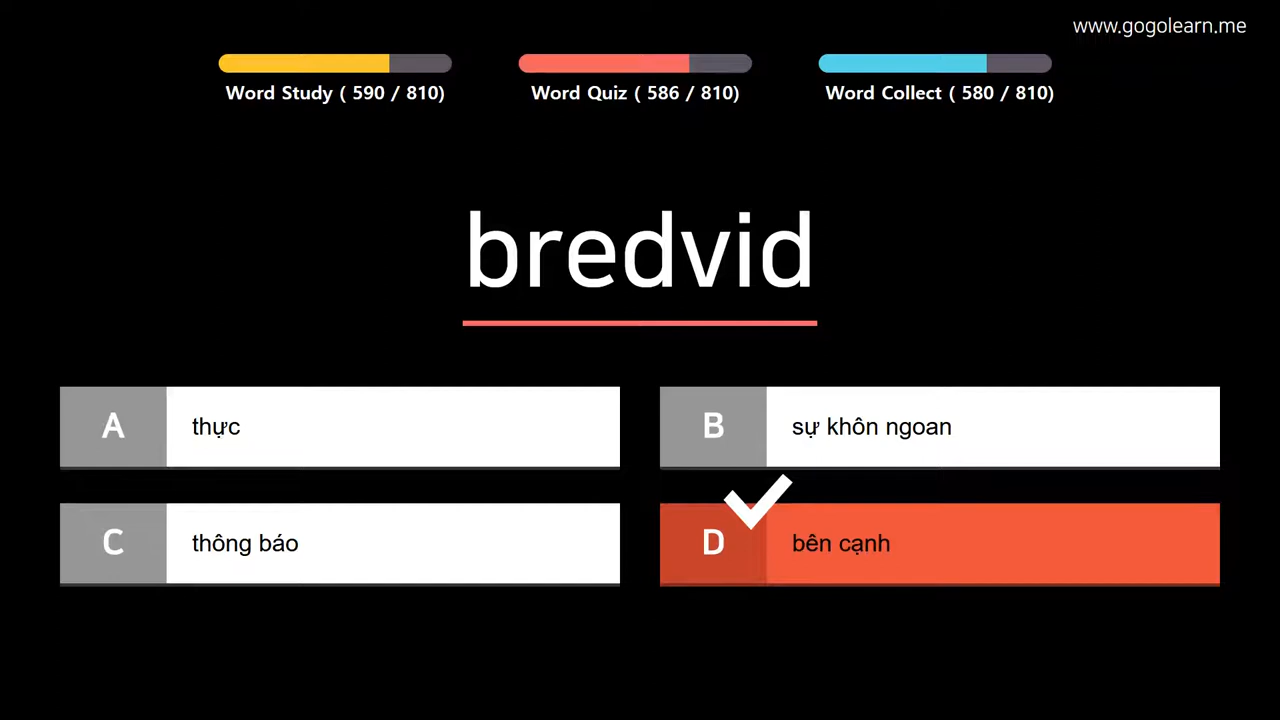 www.gogolearn.me
Word Study ( 590 / 810)
Word Quiz ( 586 / 810)
Word Collect ( 580 / 810)
bredvid
A thực
B sự khôn ngoan
C thông báo
D bên cạnh